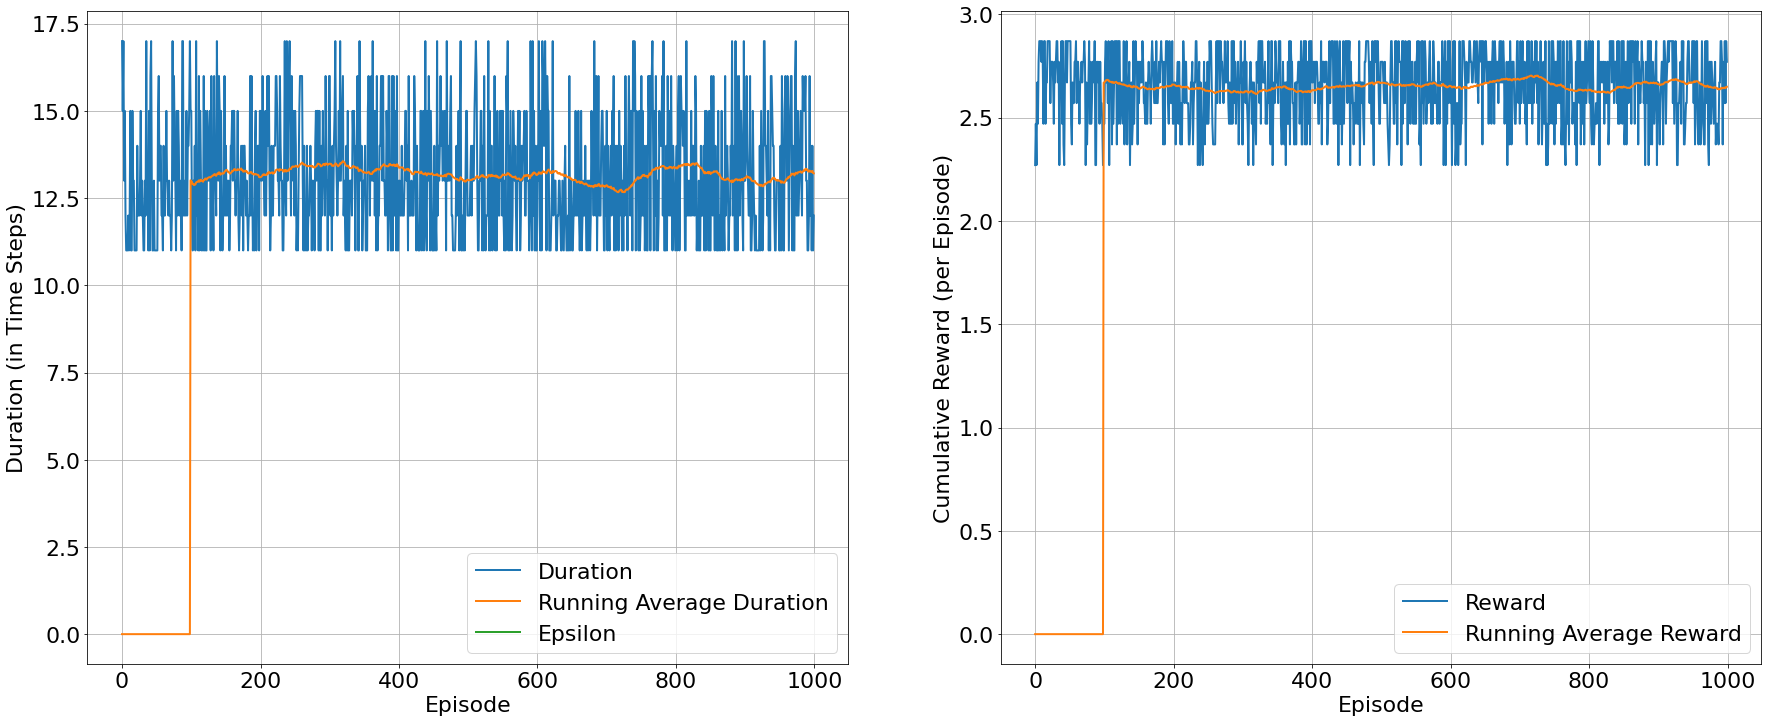 17.5
15.0
12.5
10.0
7.5
5.0
2.5
0.0
Duration (in Time Steps)
0 200 400 600 800 1000
Episode
Duration
Running Average Duration
Epsilon
3.0
2.5
2.0
1.5
1.0
0.5
0.0
Cumulative Reward (per Episode)
0 200 400 600 800 1000
Episode
Reward
Running Average Reward